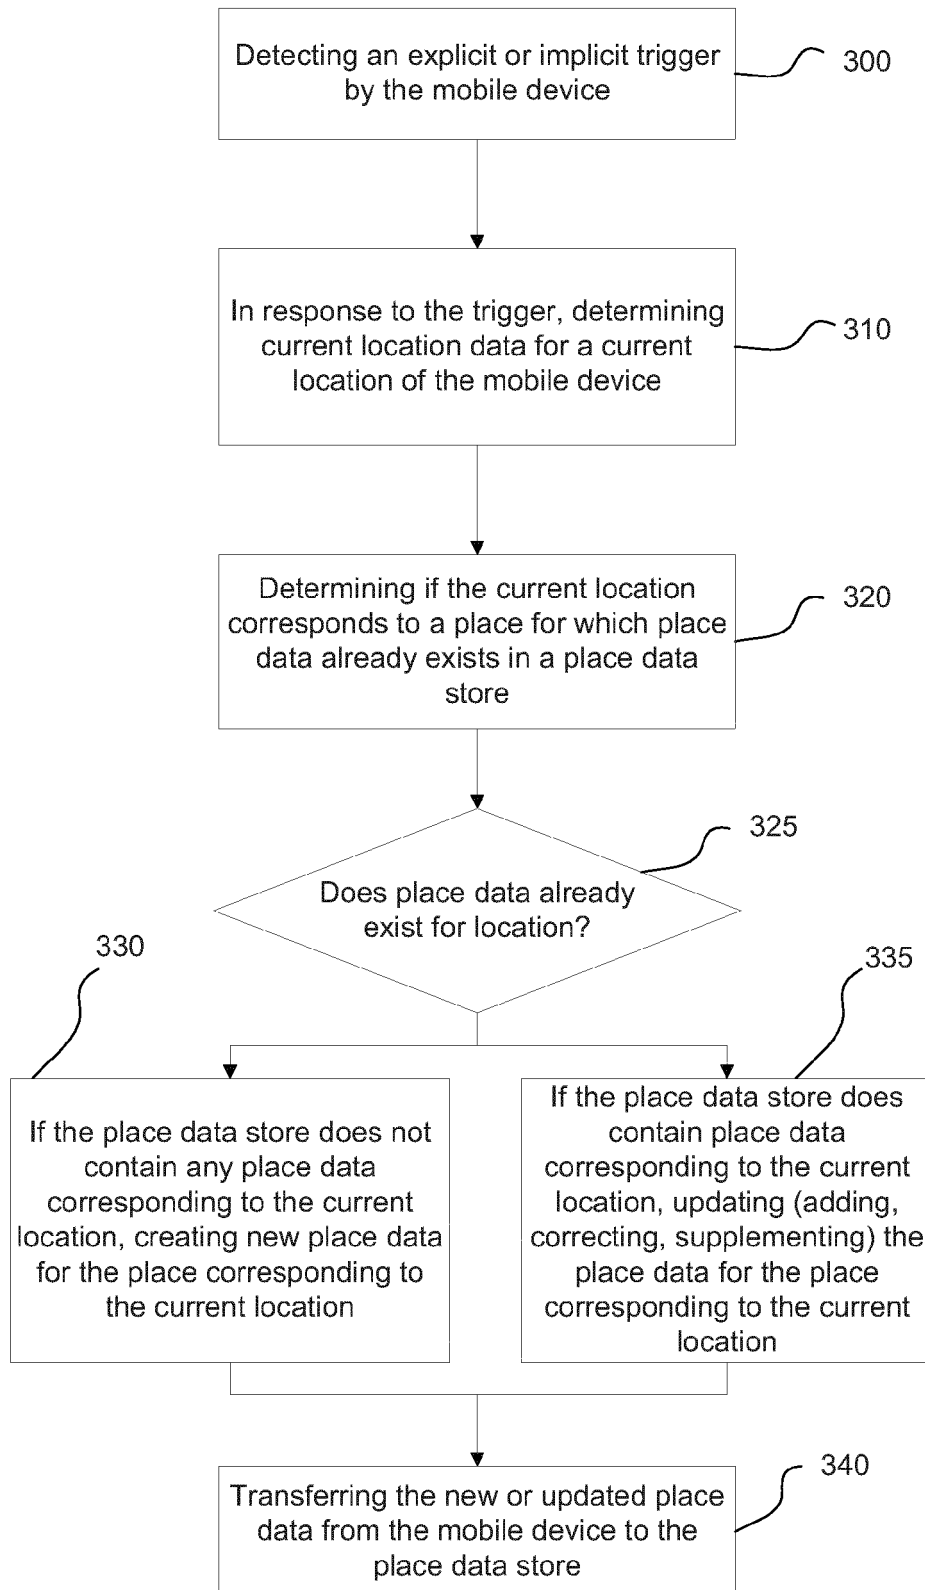 Detecting an explicit or implicit trigger
by the mobile device
300
In response to the trigger, determining
current location data for a current
location of the mobile device
310
Determining if the current location
corresponds to a place for which place
data already exists in a place data
store
320
325
Does place data already
exist for location?
330
335
If the place data store does not
contain any place data
corresponding to the current
location, creating new place data
for the place corresponding to
the current location
If the place data store does
contain place data
corresponding to the current
location, updating (adding,
correcting, supplementing) the
place data for the place
corresponding to the current
location
340
Transferring the new or updated place
data from the mobile device to the
place data store